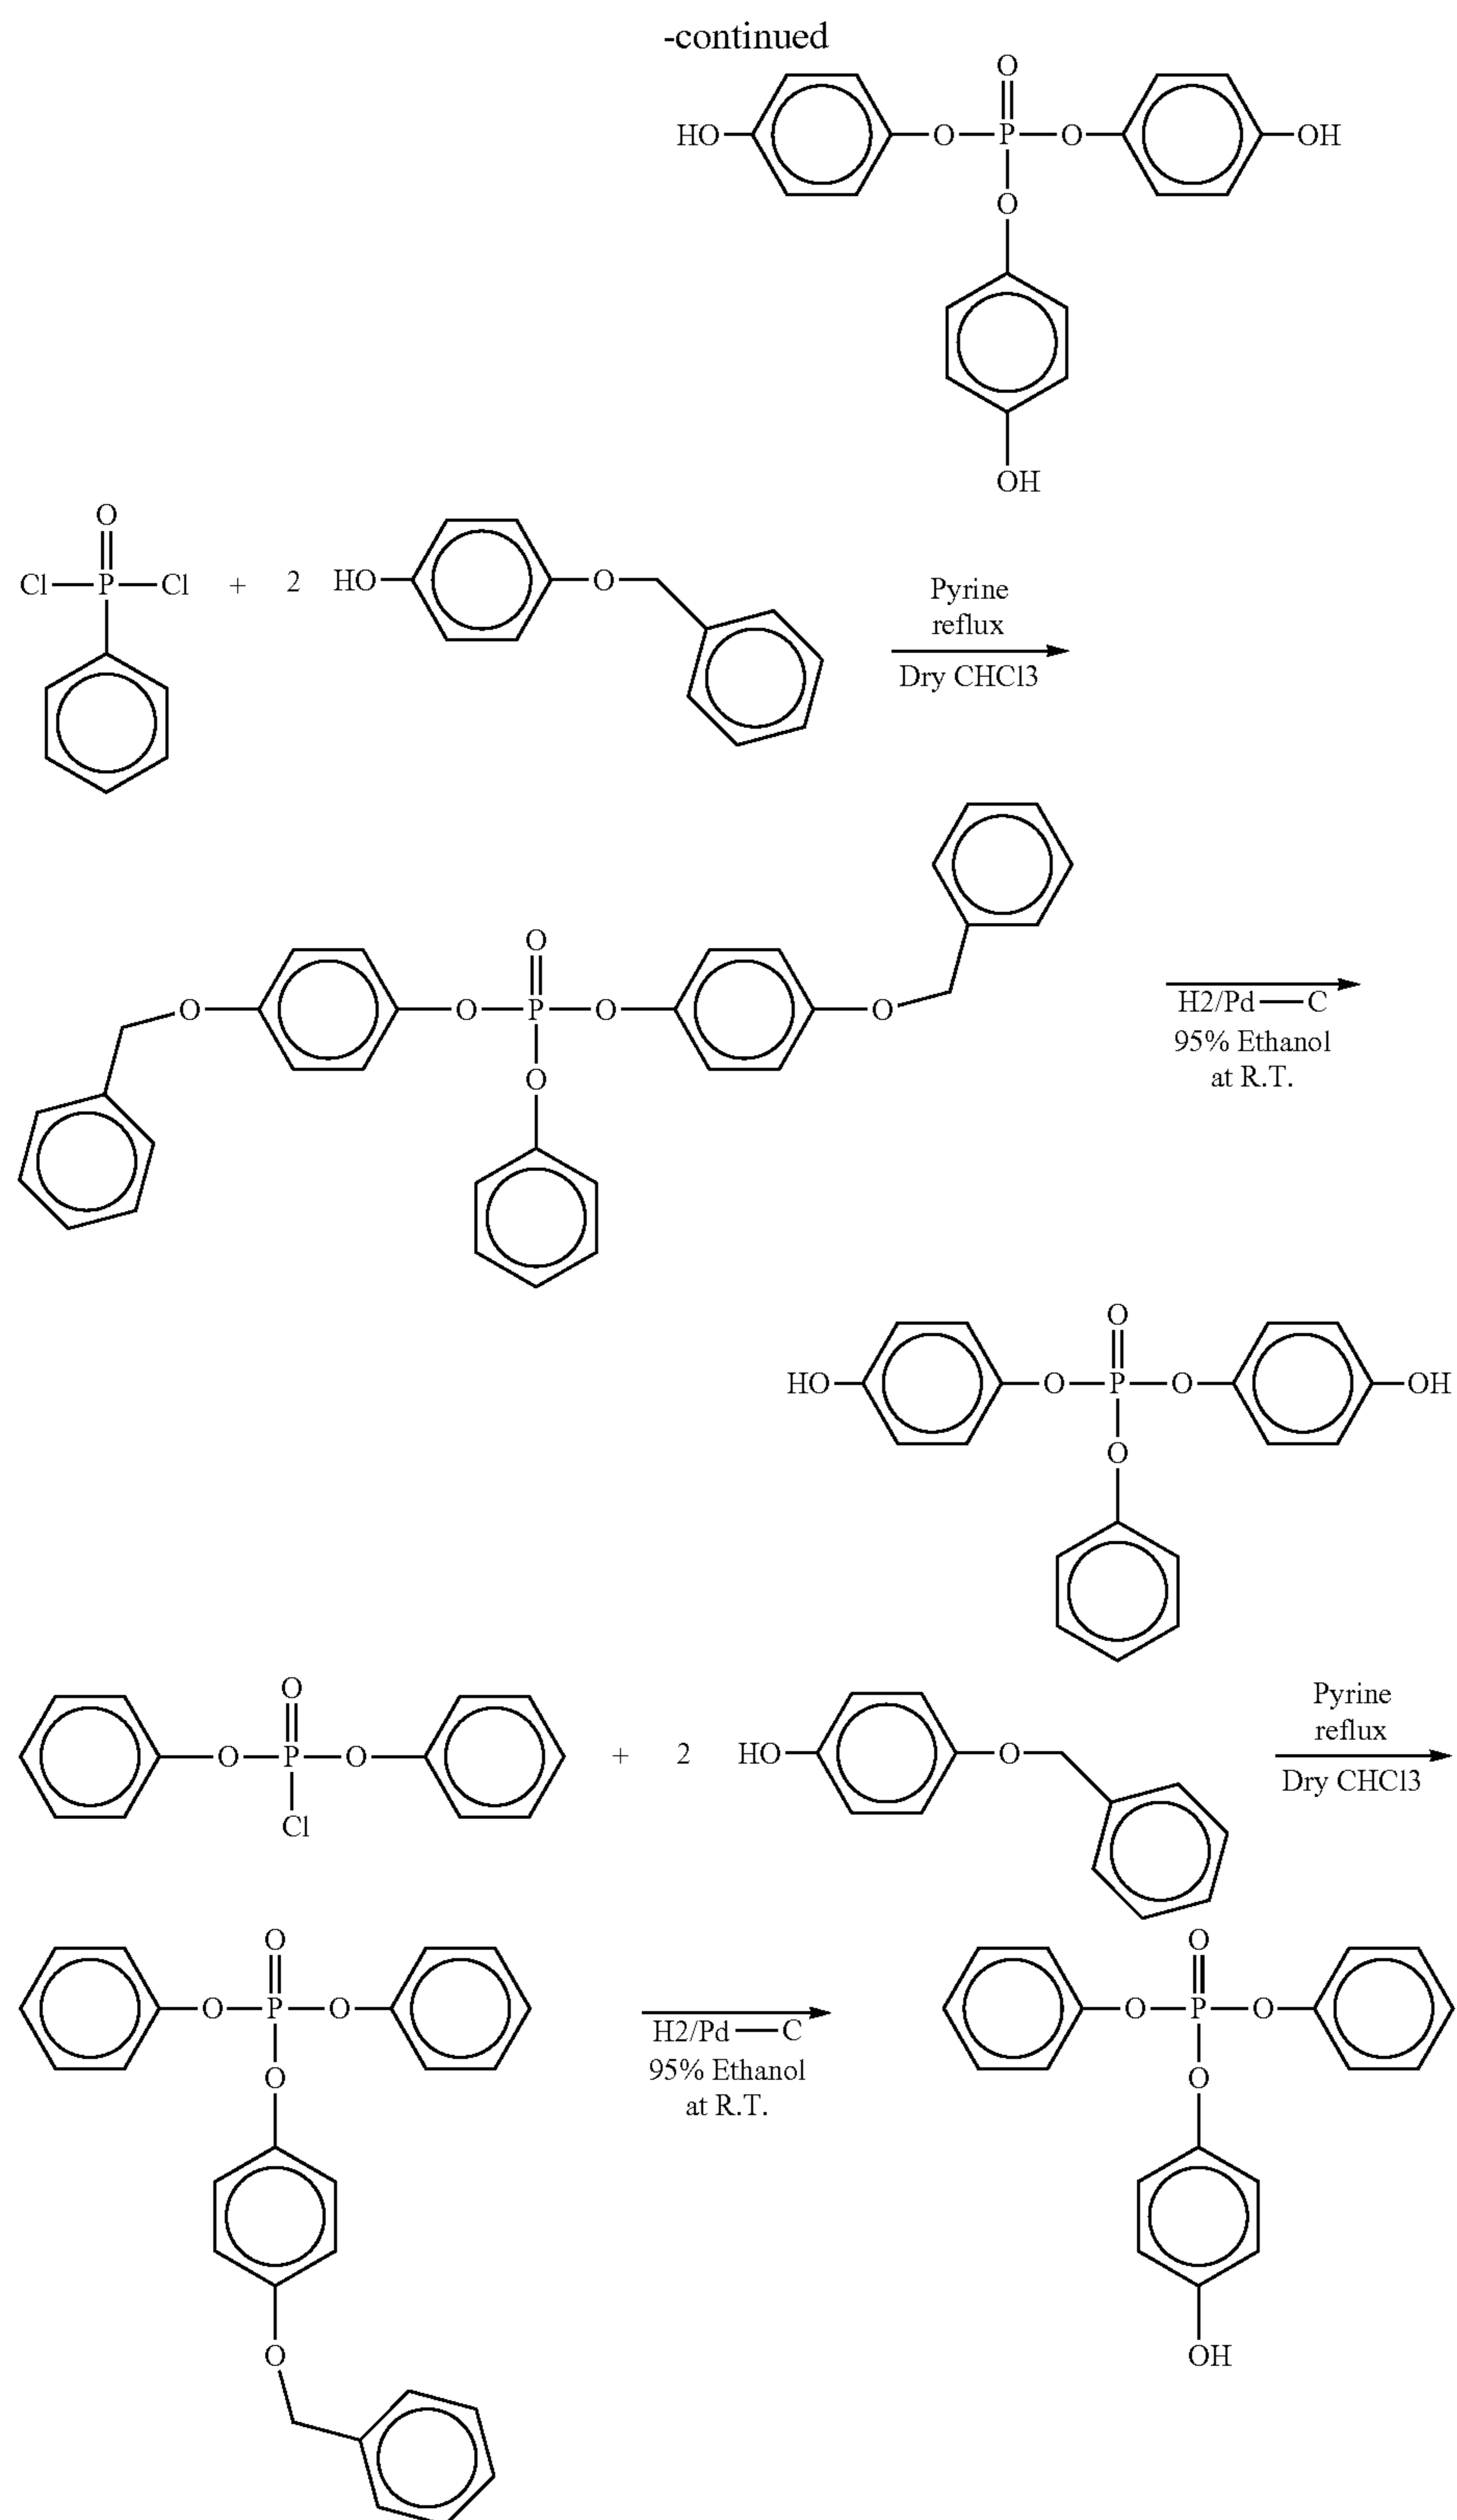 -continued
O
HO O P O OH
O
OH
O
Cl P Cl + 2 HO O
Pyrine
reflux
Dry CHCl3
O
O O P O O
O
H2/Pd—C
95% Ethanol
at R.T.
O
HO O P O OH
O
O
O P O + 2 HO O
Cl
Pyrine
reflux
Dry CHCl3
O
O P O
O
O
H2/Pd—C
95% Ethanol
at R.T.
O
O P O
O
OH